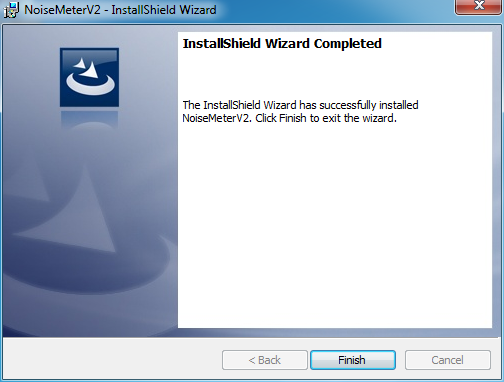 NoiseMeterV2 - InstallShield Wizard
InstallShield Wizard Completed
The InstallShield Wizard has successfully installed
NoiseMeterV2. Click Finish to exit the wizard.
< Back
Finish
Cancel